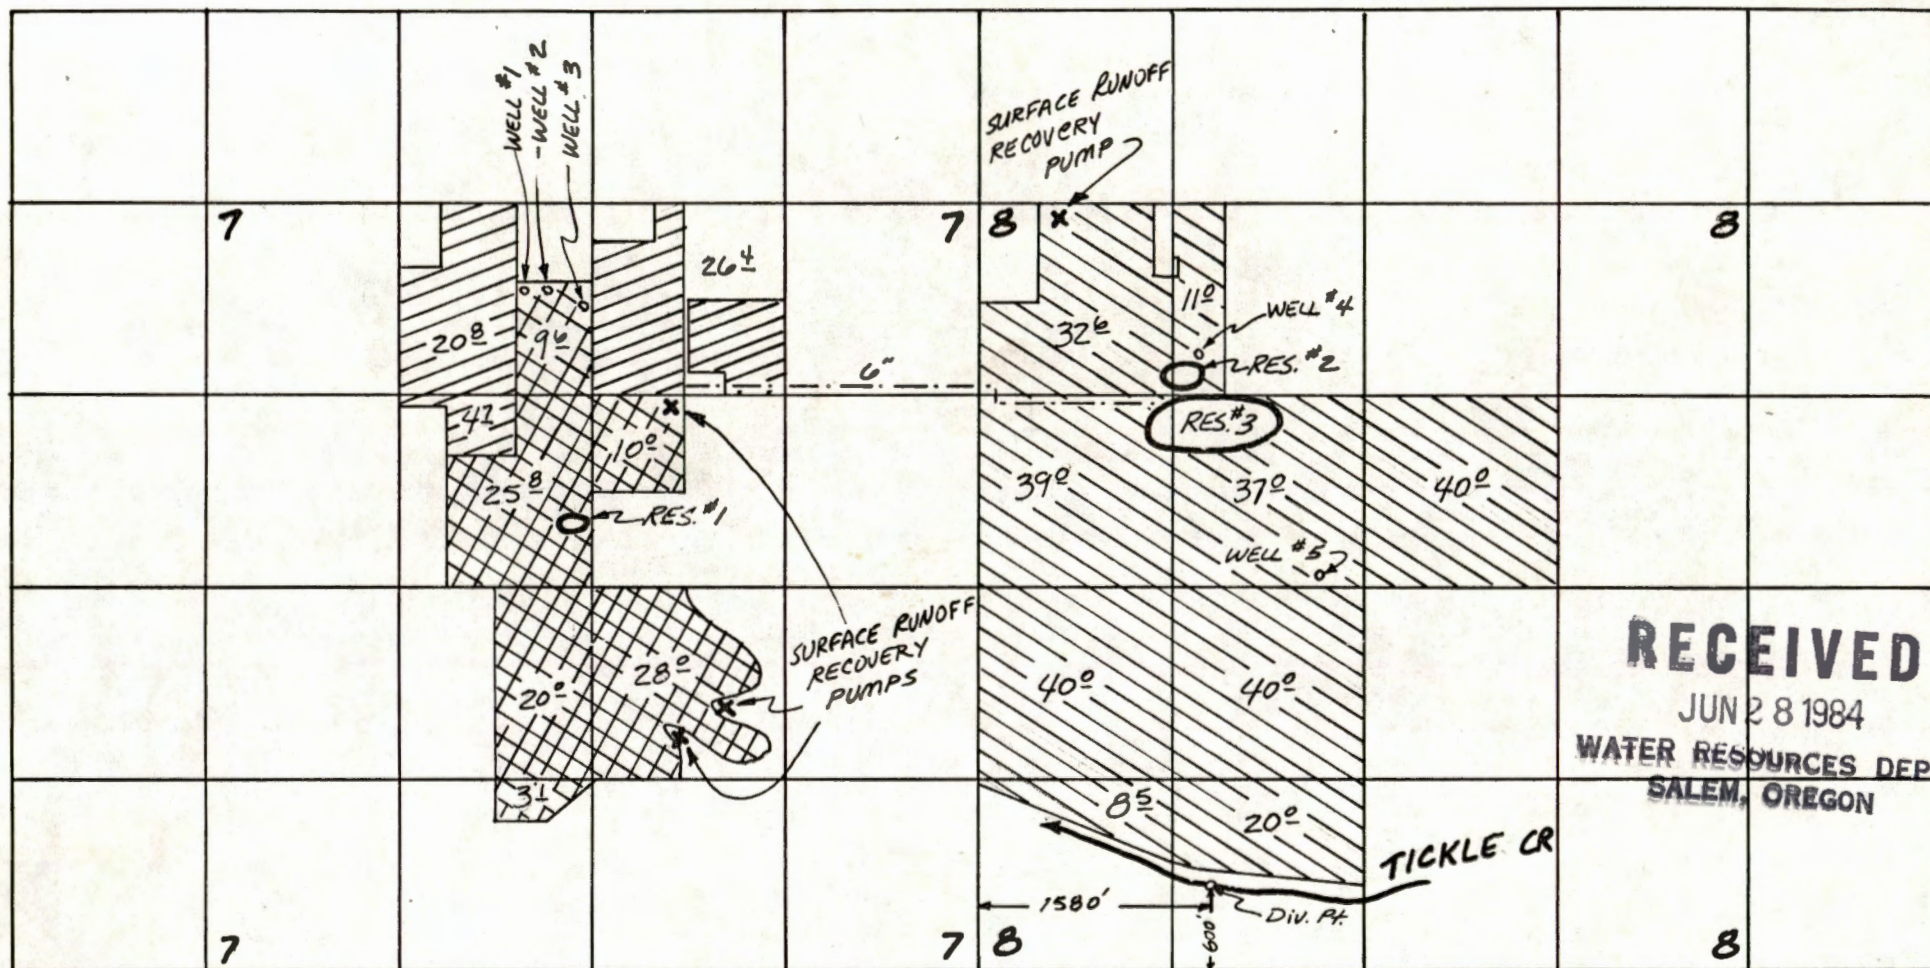 WELL #1
WELL #2
WELL #3
SURFACE RUNOFF
RECOVERY
PUMP
7
7 8
8
26 4
20 8
9 6
32 6
11 0
WELL #4
RES. #2
6"
4 1
10 0
RES. #3
25 8
RES. #1
39 0
37 0
40 0
WELL #5
SURFACE RUNOFF
RECOVERY
PUMPS
20 0
28 0
40 0
40 0
RECEIVED
JUN 28 1984
WATER RESOURCES DEP
SALEM, OREGON
3 1
8 5
20 0
TICKLE CR
1580'
Div. Pt.
600'
7
7 8
8